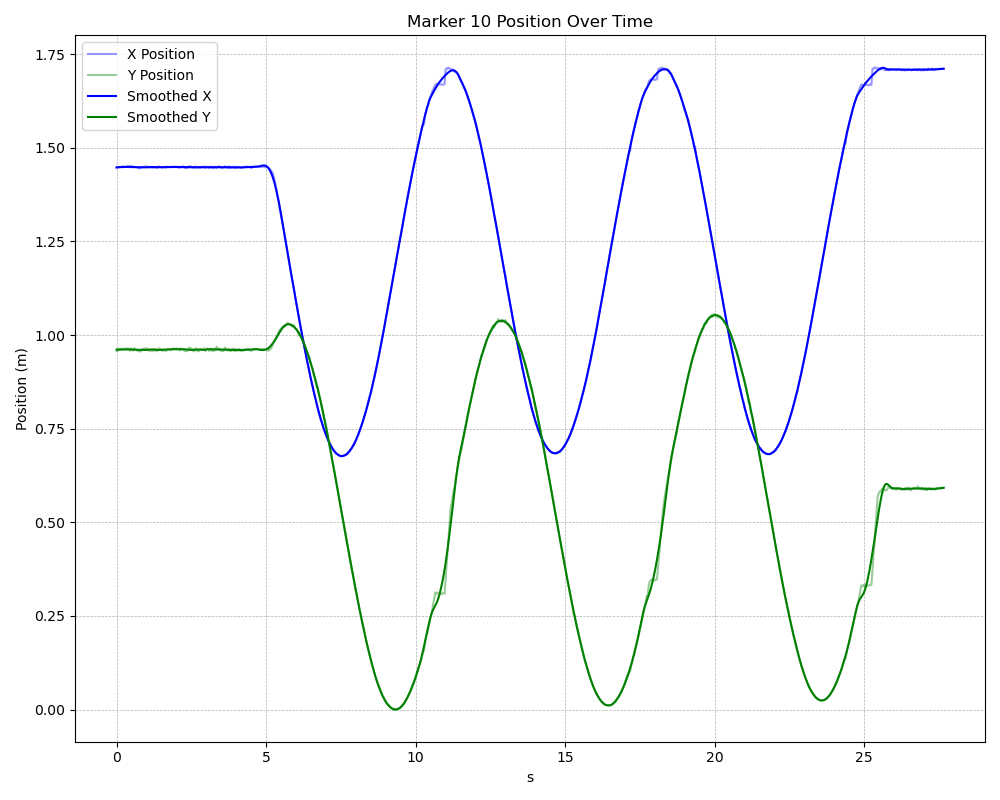 Marker 10 Position Over Time
X Position
Y Position
Smoothed X
Smoothed Y
Position (m)
1.75
1.50
1.25
1.00
0.75
0.50
0.25
0.00
0 5 10 15 20 25
s